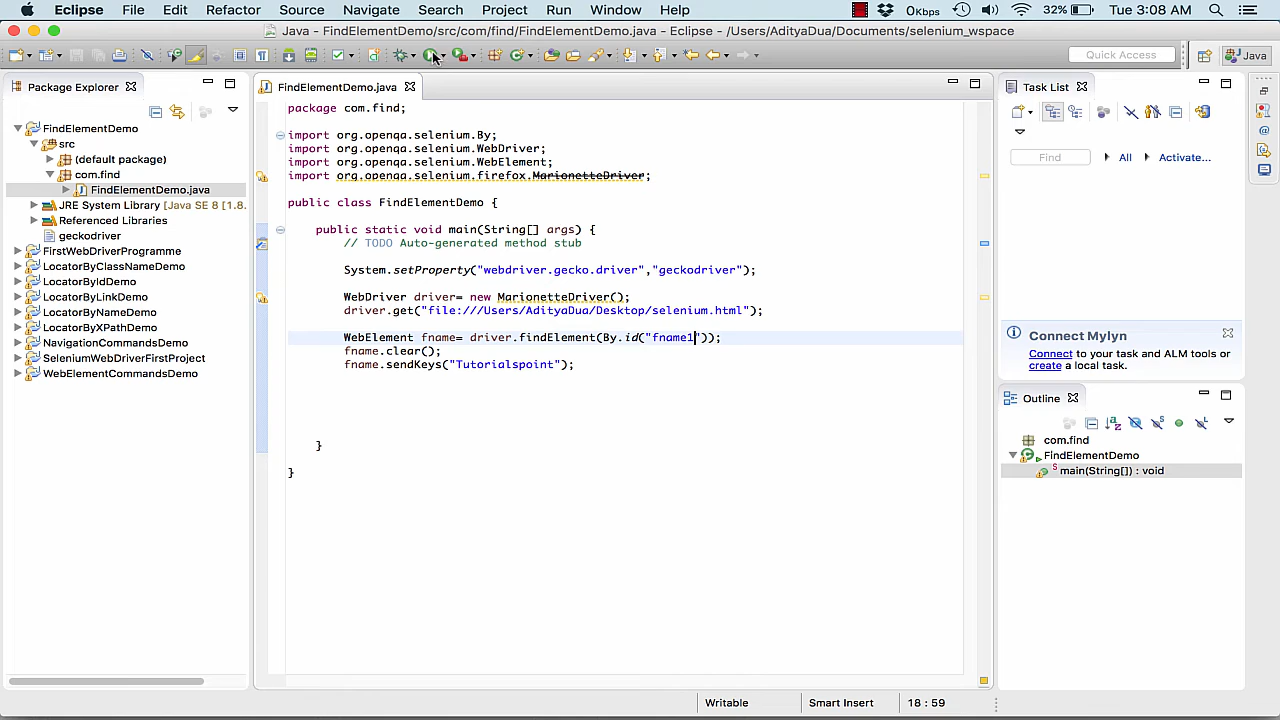 Eclipse File Edit Refactor Source Navigate Search Project Run Window Help 0kbps 32% Tue 3:08 AM
Java - FindElementDemo/src/com/find/FindElementDemo.java - Eclipse - /Users/AdityaDua/Documents/selenium_wspace
Quick Access Java
Package Explorer
FindElementDemo
src
(default package)
com.find
FindElementDemo.java
JRE System Library [Java SE 8 [1.8.
Referenced Libraries
geckodriver
FirstWebDriverProgramme
LocatorByClassNameDemo
LocatorByIdDemo
LocatorByLinkDemo
LocatorByNameDemo
LocatorByXPathDemo
NavigationCommandDemo
SeleniumWebDriverFirstProject
WebElementCommandsDemo
FindElementDemo.java
package com.find;
import org.openqa.selenium.By;
import org.openqa.selenium.WebDriver;
import org.openqa.selenium.WebElement;
import org.openqa.selenium.firefox.MarionetteDriver;
public class FindElementDemo {
public static void main(String[] args) {
// TODO Auto-generated method stub
System.setProperty("webdriver.gecko.driver","geckodriver");
WebDriver driver= new MarionetteDriver();
driver.get("file:///Users/AdityaDua/Desktop/selenium.html");
WebElement fname= driver.findElement(By.id("fname1"));
fname.clear();
fname.sendKeys("Tutorialspoint");
}
}
Task List
Find All Activate...
Connect Mylyn
Connect to your task and ALM tools or
create a local task.
Outline
com.find
FindElementDemo
main(String[]) : void
Writable Smart Insert 18 : 59